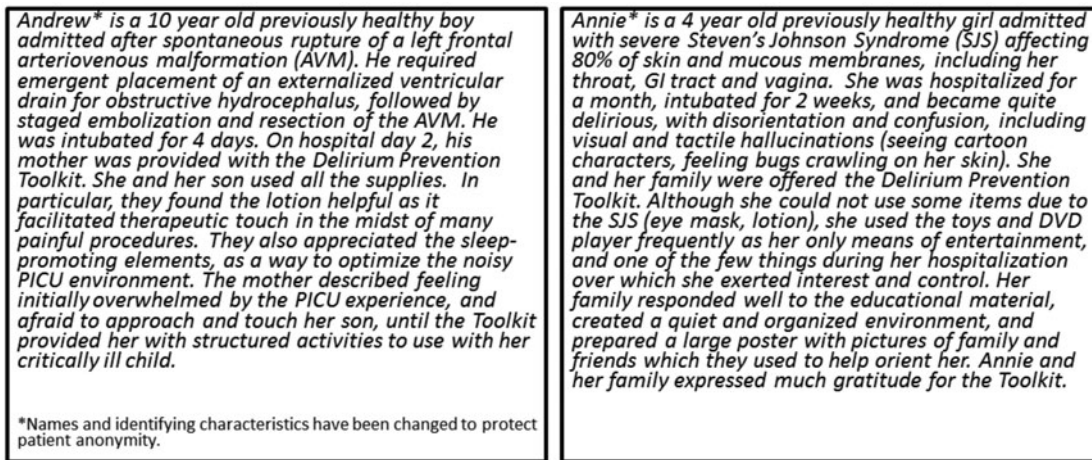 Andrew* is a 10 year old previously healthy boy
admitted after spontaneous rupture of a left frontal
arteriovenous malformation (AVM). He required
emergent placement of an externalized ventricular
drain for obstructive hydrocephalus, followed by
staged embolization and resection of the AVM. He
was intubated for 4 days. On hospital day 2, his
mother was provided with the Delirium Prevention
Toolkit. She and her son used all the supplies. In
particular, they found the lotion helpful as it
facilitated therapeutic touch in the midst of many
painful procedures. They also appreciated the sleep-
promoting elements, as a way to optimize the noisy
PICU environment. The mother described feeling
initially overwhelmed by the PICU experience, and
afraid to approach and touch her son, until the Toolkit
provided her with structured activities to use with her
critically ill child.
*Names and identifying characteristics have been changed to protect
patient anonymity.
Annie* is a 4 year old previously healthy girl admitted
with severe Steven's Johnson Syndrome (SJS) affecting
80% of skin and mucous membranes, including her
throat, GI tract and vagina. She was hospitalized for
a month, intubated for 2 weeks, and became quite
delirious, with disorientation and confusion, including
visual and tactile hallucinations (seeing cartoon
characters, feeling bugs crawling on her skin). She
and her family were offered the Delirium Prevention
Toolkit. Although she could not use some items due to
the SJS (eye mask, lotion), she used the toys and DVD
player frequently as her only means of entertainment,
and one of the few things during her hospitalization
over which she exerted interest and control. Her
family responded well to the educational material,
created a quiet and organized environment, and
prepared a large poster with pictures of family and
friends which they used to help orient her. Annie and
her family expressed much gratitude for the Toolkit.